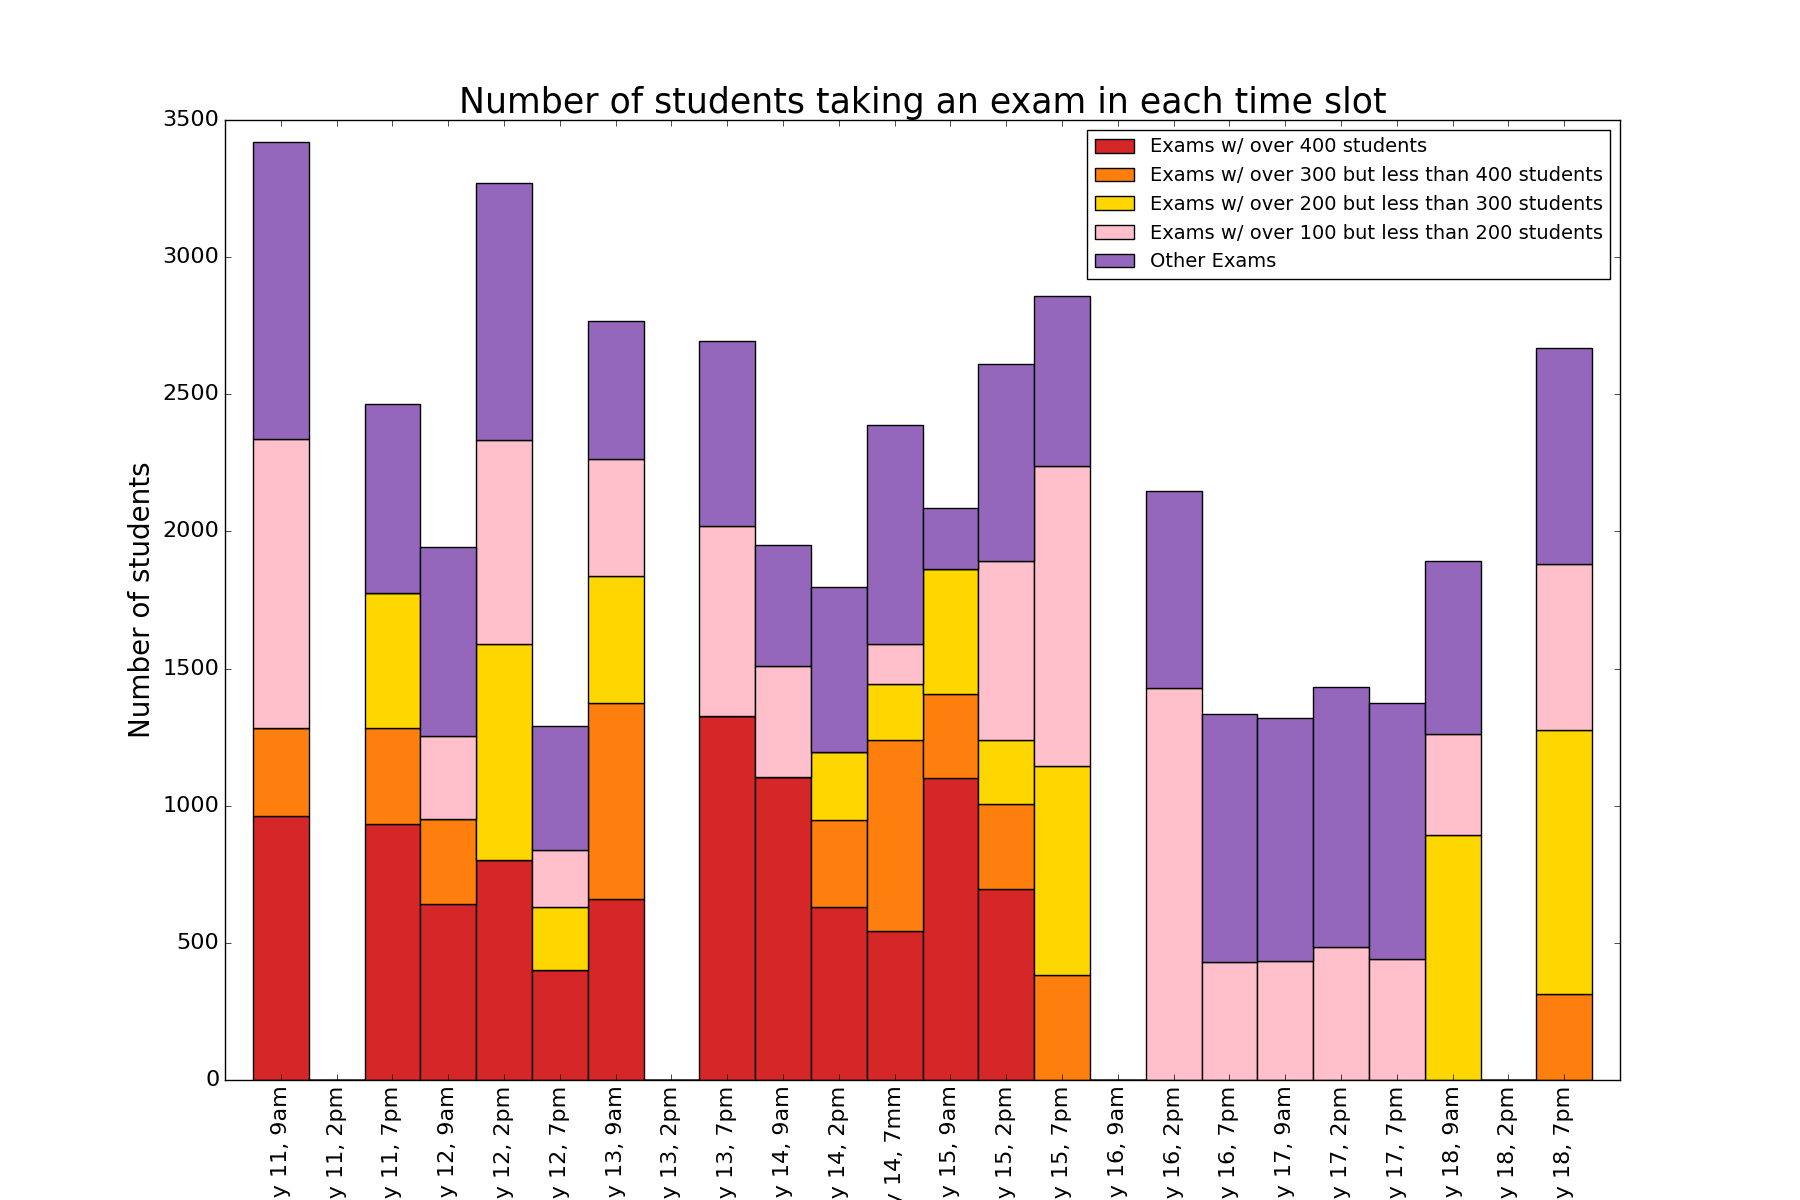 Number of students taking an exam in each time slot
Exams w/ over 400 students
Exams w/ over 300 but less than 400 students
Exams w/ over 200 but less than 300 students
Exams w/ over 100 but less than 200 students
Other Exams
Number of students
3500
3000
2500
2000
1500
1000
500
0
y 11, 9am
y 11, 2pm
y 11, 7pm
y 12, 9am
y 12, 2pm
y 12, 7pm
y 13, 9am
y 13, 2pm
y 13, 7pm
y 14, 9am
y 14, 2pm
y 14, 7mm
y 15, 9am
y 15, 2pm
y 15, 7pm
y 16, 9am
y 16, 2pm
y 16, 7pm
y 17, 9am
y 17, 2pm
y 17, 7pm
y 18, 9am
y 18, 2pm
y 18, 7pm